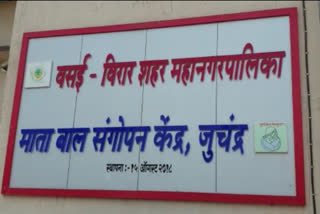 वसई - विरार शहर महानगरपालिका
माता बाल संगोपन केंद्र, जुचंद्र
स्थापना :- १५ ऑगस्ट २०१८